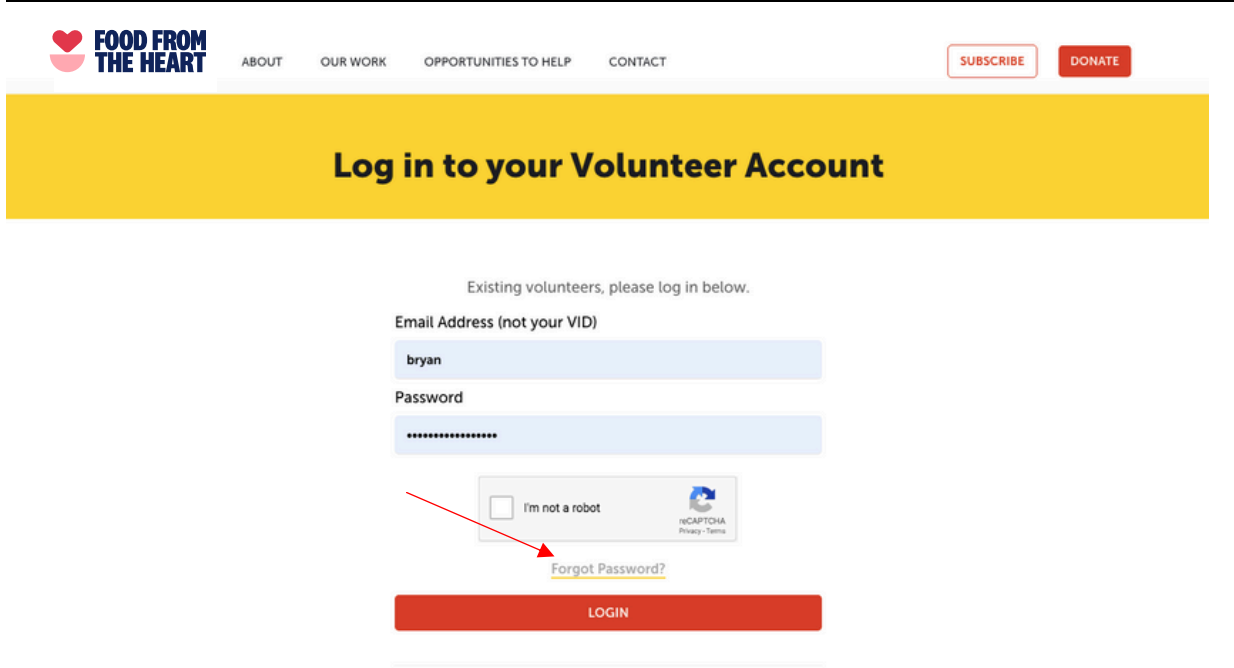 FOOD FROM
THE HEART
ABOUT OUR WORK OPPORTUNITIES TO HELP CONTACT SUBSCRIBE DONATE
Log in to your Volunteer Account
Existing volunteers, please log in below.
Email Address (not your VID)
bryan
Password
•••••••••••••••••
I'm not a robot
reCAPTCHA
Privacy - Terms
Forgot Password?
LOGIN